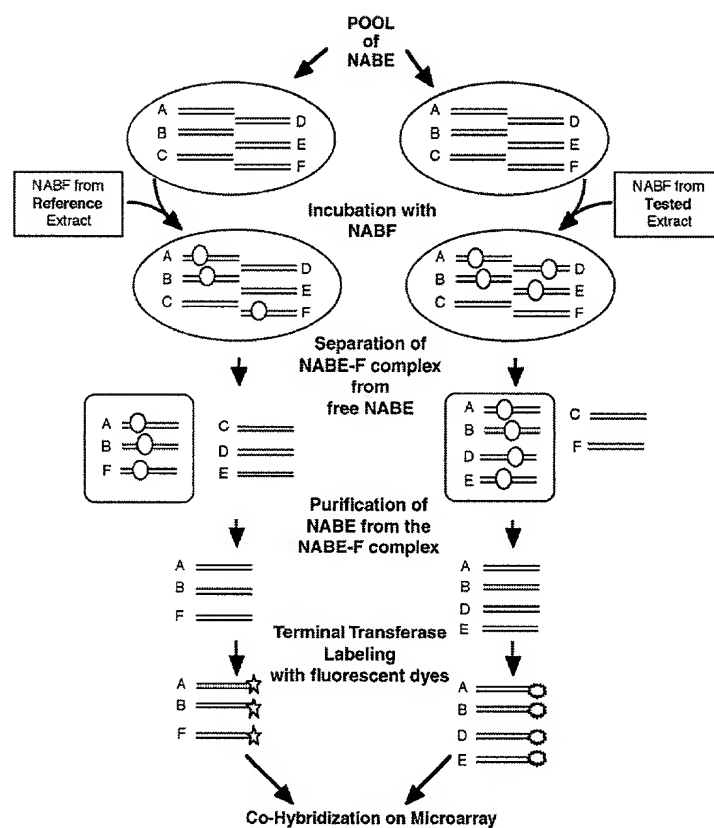 POOL
of
NABE
A
B
C
D
E
F
A
B
C
D
E
F
NABF from
Reference
Extract
Incubation with
NABF
NABF from
Tested
Extract
A
B
C
D
E
F
A
B
C
D
E
F
Separation of
NABE-F complex
from
free NABE
A
B
F
C
D
E
A
B
D
E
C
F
Purification of
NABE from the
NABE-F complex
A
B
F
A
B
D
E
Terminal Transferase
Labeling
with fluorescent dyes
A
B
F
A
B
D
E
Co-Hybridization on Microarray